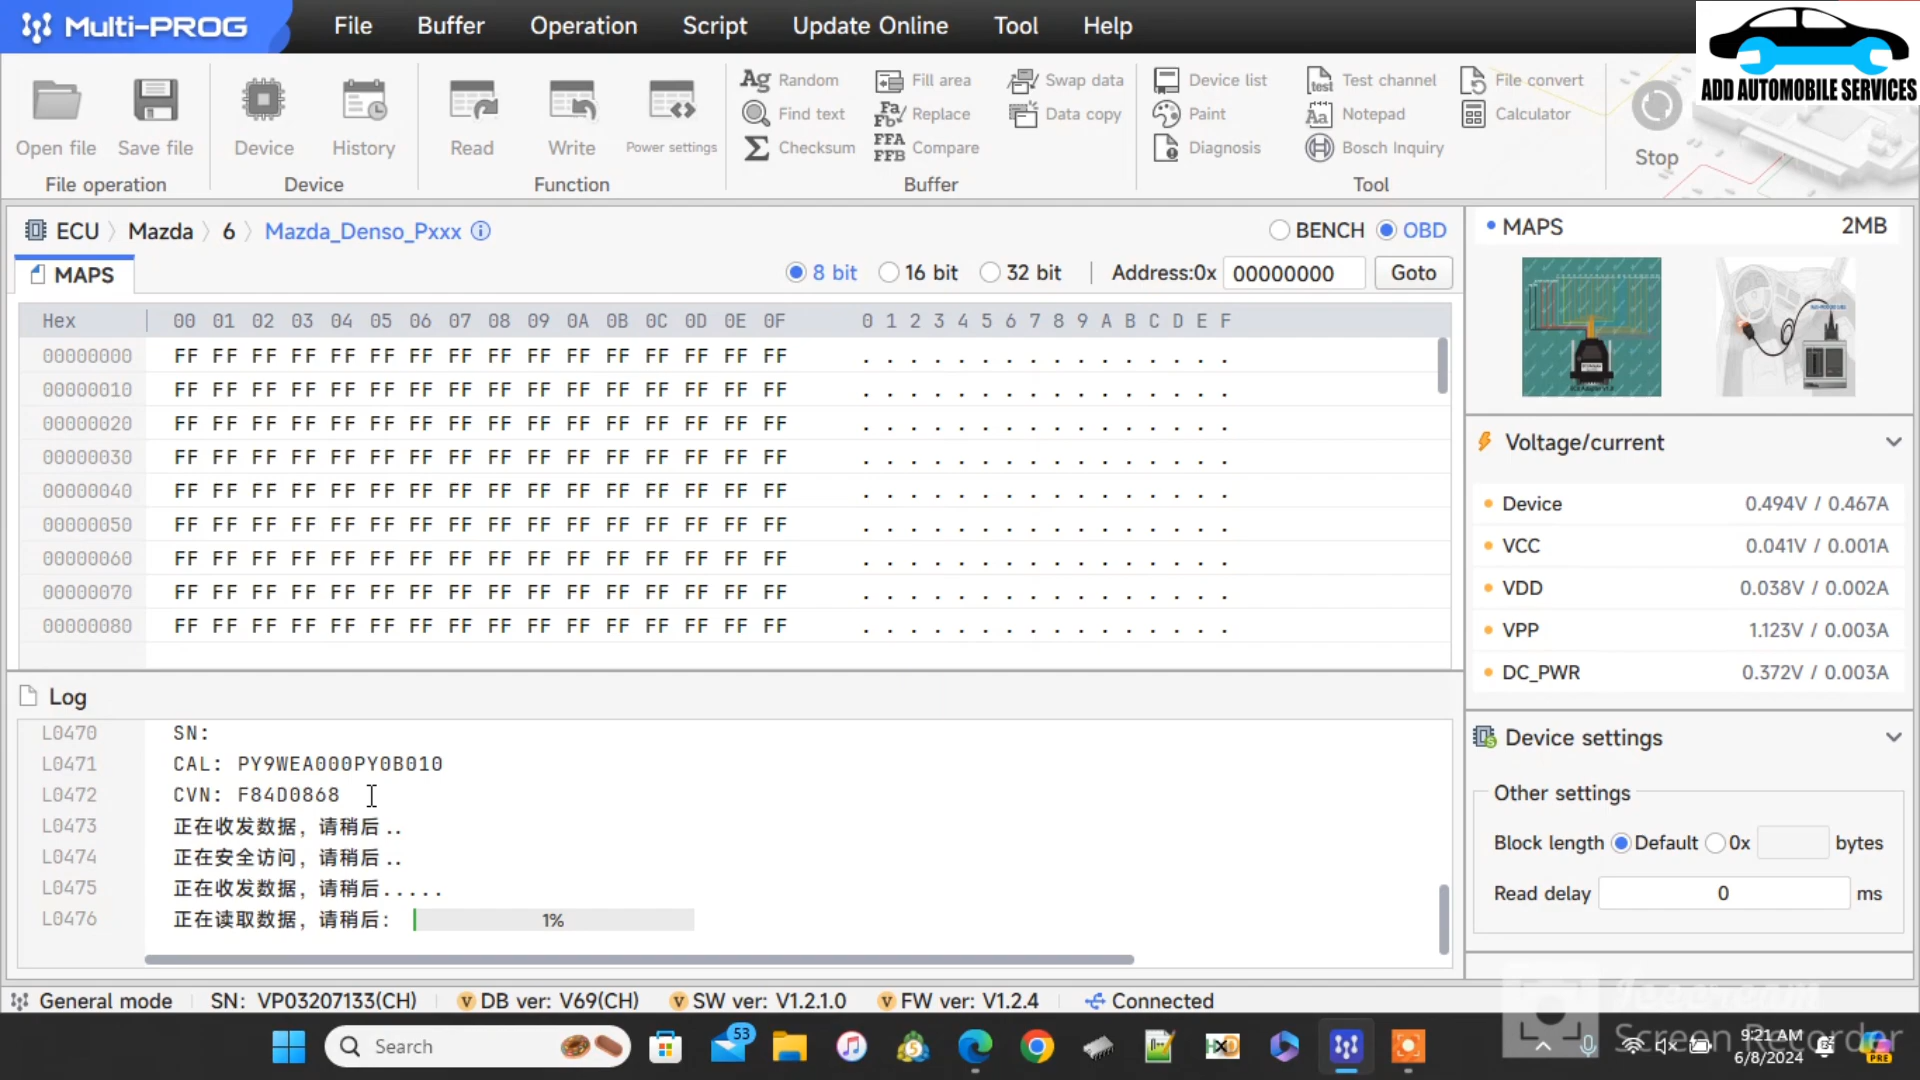 Multi-PROG File Buffer Operation Script Update Online Tool Help
ADD AUTOMOBILE SERVICES
Ag Random Fill area Swap data Device list Test channel File convert
Find text Replace Data copy Paint Notepad Calculator
Open file Save file Device History Read Write Power settings Checksum Compare Diagnosis Bosch Inquiry Stop
File operation Device Function Buffer Tool
ECU 〉 Mazda 〉 6 〉 Mazda_Denso_Pxxx BENCH OBD
MAPS 8 bit 16 bit 32 bit | Address:0x 00000000 Goto
Hex 00 01 02 03 04 05 06 07 08 09 0A 0B 0C 0D 0E 0F 0 1 2 3 4 5 6 7 8 9 A B C D E F
00000000 FF FF FF FF FF FF FF FF FF FF FF FF FF FF FF FF . . . . . . . . . . . . . . . .
00000010 FF FF FF FF FF FF FF FF FF FF FF FF FF FF FF FF . . . . . . . . . . . . . . . .
00000020 FF FF FF FF FF FF FF FF FF FF FF FF FF FF FF FF . . . . . . . . . . . . . . . .
00000030 FF FF FF FF FF FF FF FF FF FF FF FF FF FF FF FF . . . . . . . . . . . . . . . .
00000040 FF FF FF FF FF FF FF FF FF FF FF FF FF FF FF FF . . . . . . . . . . . . . . . .
00000050 FF FF FF FF FF FF FF FF FF FF FF FF FF FF FF FF . . . . . . . . . . . . . . . .
00000060 FF FF FF FF FF FF FF FF FF FF FF FF FF FF FF FF . . . . . . . . . . . . . . . .
00000070 FF FF FF FF FF FF FF FF FF FF FF FF FF FF FF FF . . . . . . . . . . . . . . . .
00000080 FF FF FF FF FF FF FF FF FF FF FF FF FF FF FF FF . . . . . . . . . . . . . . . .
MAPS 2MB
Voltage/current
Device 0.494V / 0.467A
VCC 0.041V / 0.001A
VDD 0.038V / 0.002A
VPP 1.123V / 0.003A
DC_PWR 0.372V / 0.003A
Device settings
Other settings
Block length Default 0x bytes
Read delay 0 ms
Log
L0470 SN:
L0471 CAL: PY9WEA000PY0B010
L0472 CVN: F84D0868
L0473 正在收发数据，请稍后..
L0474 正在安全访问，请稍后..
L0475 正在收发数据，请稍后.....
L0476 正在读取数据，请稍后: 1%
General mode SN: VP03207133(CH) DB ver: V69(CH) SW ver: V1.2.1.0 FW ver: V1.2.4 Connected
Search 53
Screen Recorder
9:21 AM
6/8/2024
PRE